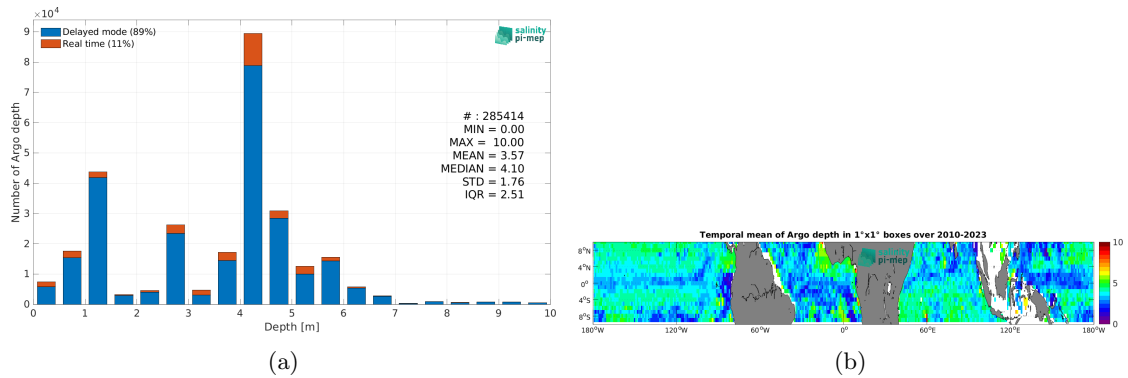 ×10⁴
9
8
7
6
5
4
3
2
1
0
Number of Argo depth
Delayed mode (89%)
Real time (11%)
salinity
pi-mep
# : 285414
MIN = 0.00
MAX = 10.00
MEAN = 3.57
MEDIAN = 4.10
STD = 1.76
IQR = 2.51
0 1 2 3 4 5 6 7 8 9 10
Depth [m]
(a)
Temporal mean of Argo depth in 1°x1° boxes over 2010-2023
salinity
pi-mep
8°N
4°N
0°
4°S
8°S
180°W 120°W 60°W 0° 60°E 120°E 180°W
10
5
0
(b)